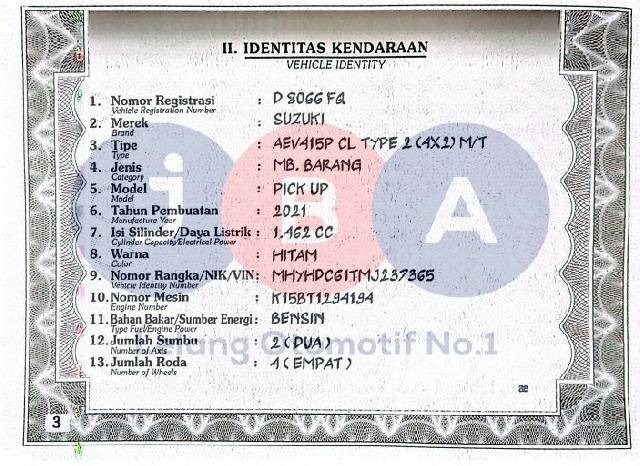 II. IDENTITAS KENDARAAN
VEHICLE IDENTITY
1. Nomor Registrasi : D 8066 FQ
Vehicle Registration Number
2. Merek : SUZUKI
Brand
3. Tipe : AEV415P CL TYPE 2 (4X2) M/T
Type
4. Jenis : MB. BARANG
Category
5. Model : PICK UP
Model
6. Tahun Pembuatan : 2021
Manufacture Year
7. Isi Silinder/Daya Listrik : 1.462 CC
Cylinder Capacity/Electrical Power
8. Warna : HITAM
Color
9. Nomor Rangka/NIK/VIN : MHYHDC61TMJ237365
Vehicle Identity Number
10. Nomor Mesin : K15BT1294194
Engine Number
11. Bahan Bakar/Sumber Energi : BENSIN
Type Fuel/Engine Power
12. Jumlah Sumbu : 2 (DUA)
Number of Axis
13. Jumlah Roda : 4 (EMPAT)
Number of Wheels
iBA
Otomotif No.1
æ
3